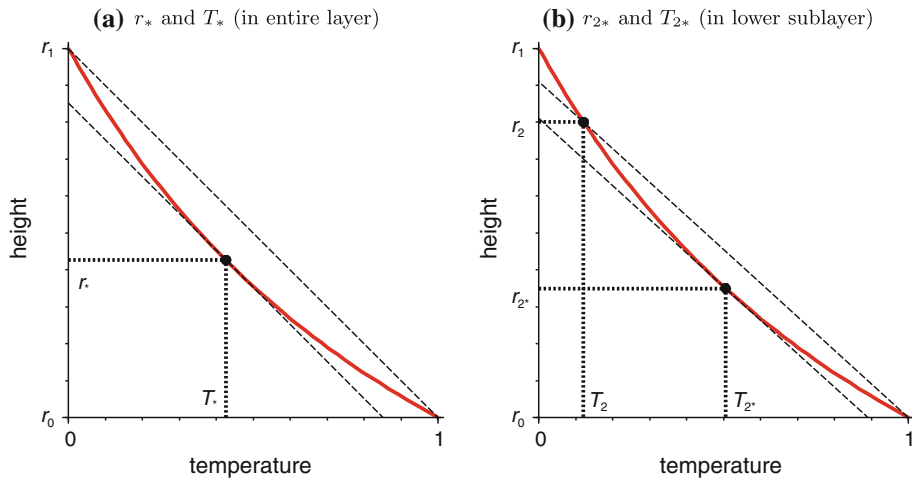 (a) r* and T* (in entire layer)
r1
height
r*
T*
r0
0
1
temperature
(b) r2* and T2* (in lower sublayer)
r1
r2
height
r2*
T2
T2*
r0
0
1
temperature